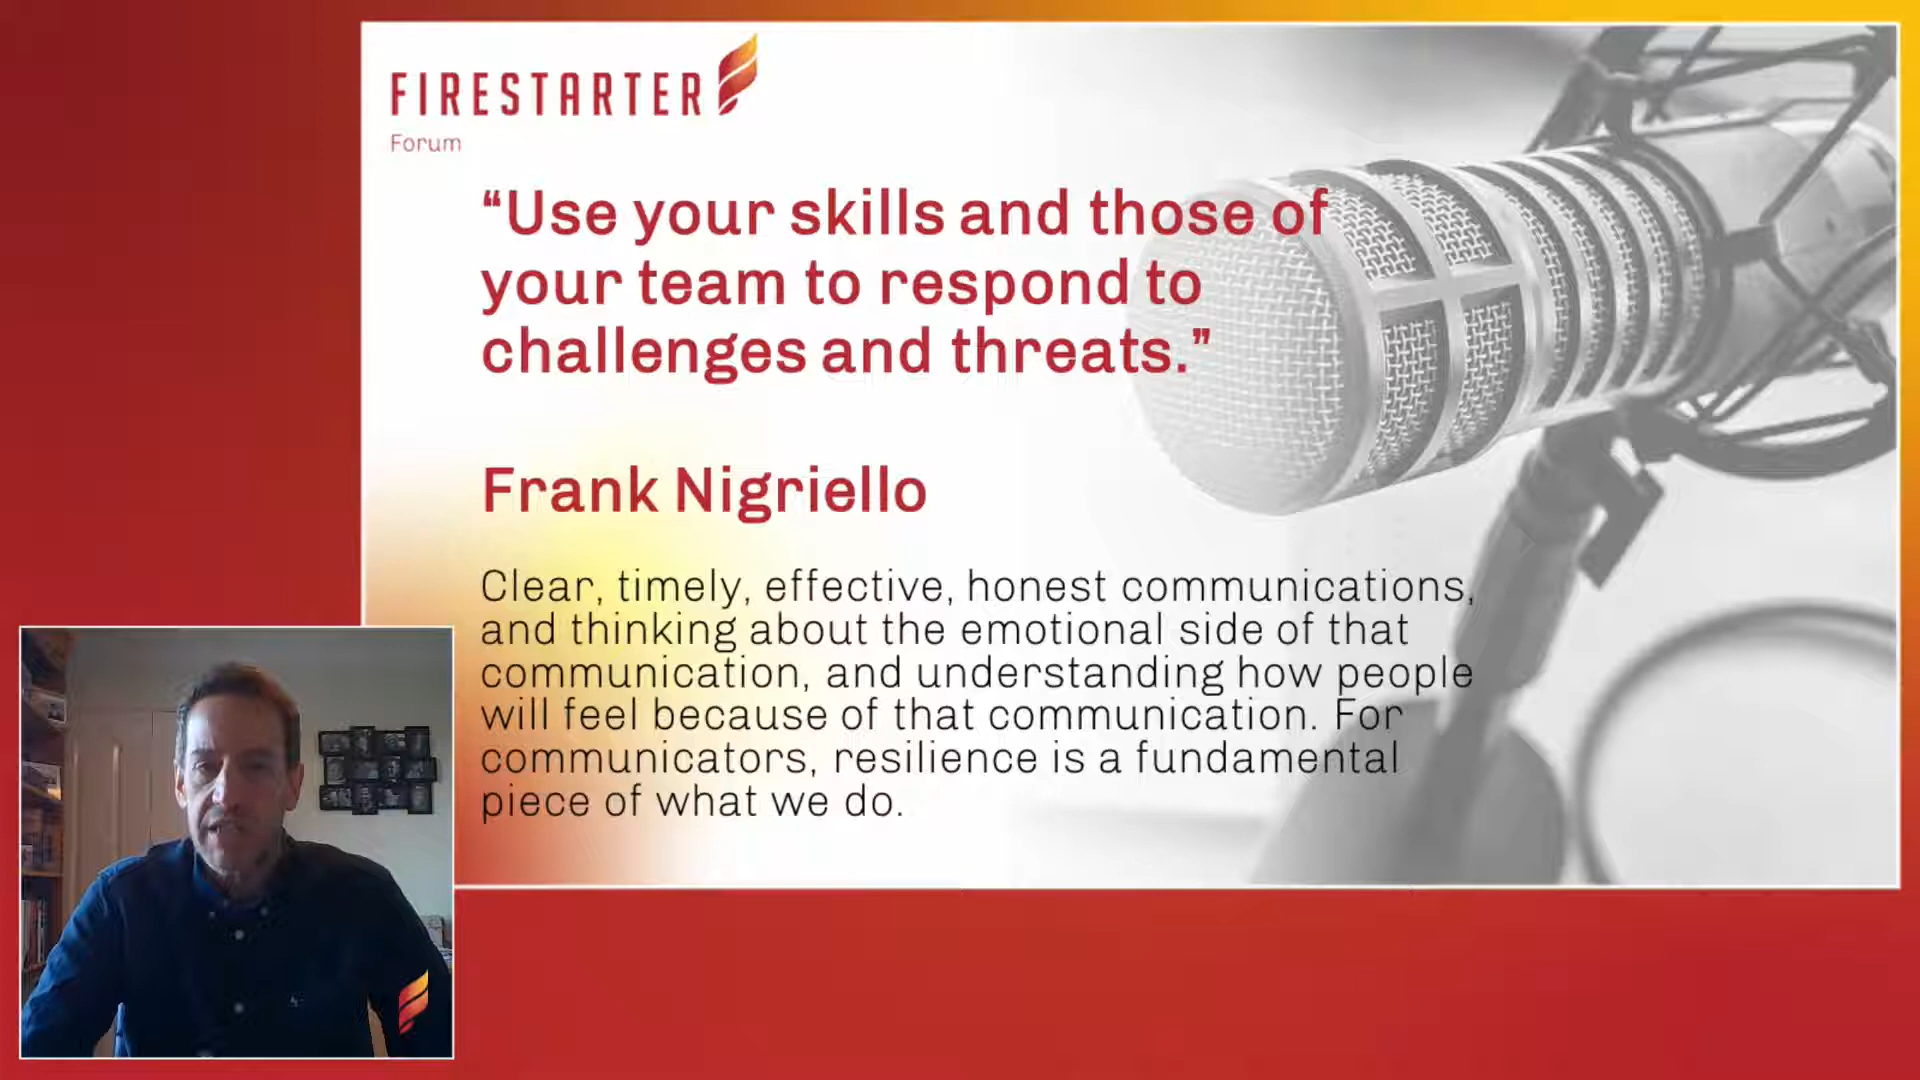 FIRESTARTER
Forum
“Use your skills and those of
your team to respond to
challenges and threats.”
Frank Nigriello
Clear, timely, effective, honest communications,
and thinking about the emotional side of that
communication, and understanding how people
will feel because of that communication. For
communicators, resilience is a fundamental
piece of what we do.